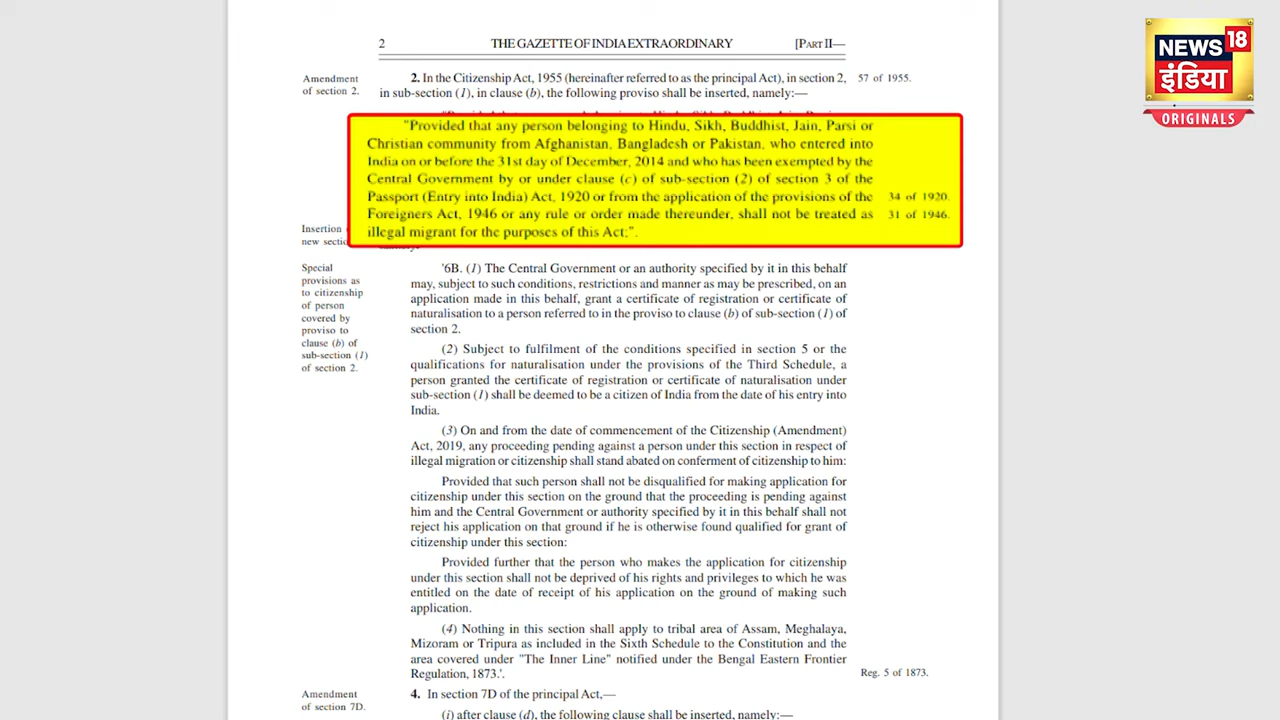 2 THE GAZETTE OF INDIA EXTRAORDINARY [PART II—
Amendment
of section 2.
2. In the Citizenship Act, 1955 (hereinafter referred to as the principal Act), in section 2,
in sub-section (1), in clause (b), the following proviso shall be inserted, namely:—
57 of 1955.
"Provided that any person belonging to Hindu, Sikh, Buddhist, Jain, Parsi or
Christian community from Afghanistan, Bangladesh or Pakistan, who entered into
India on or before the 31st day of December, 2014 and who has been exempted by the
Central Government by or under clause (c) of sub-section (2) of section 3 of the
Passport (Entry into India) Act, 1920 or from the application of the provisions of the
Foreigners Act, 1946 or any rule or order made thereunder, shall not be treated as
illegal migrant for the purposes of this Act;".
34 of 1920.
31 of 1946.
Insertion
new
Special
provisions as
to citizenship
of person
covered by
proviso to
clause (b) of
sub-section (1)
of section 2.
'6B. (1) The Central Government or an authority specified by it in this behalf
may, subject to such conditions, restrictions and manner as may be prescribed, on an
application made in this behalf, grant a certificate of registration or certificate of
naturalisation to a person referred to in the proviso to clause (b) of sub-section (1) of
section 2.
(2) Subject to fulfilment of the conditions specified in section 5 or the
qualifications for naturalisation under the provisions of the Third Schedule, a
person granted the certificate of registration or certificate of naturalisation under
sub-section (1) shall be deemed to be a citizen of India from the date of his entry into
India.
(3) On and from the date of commencement of the Citizenship (Amendment)
Act, 2019, any proceeding pending against a person under this section in respect of
illegal migration or citizenship shall stand abated on conferment of citizenship to him:
Provided that such person shall not be disqualified for making application for
citizenship under this section on the ground that the proceeding is pending against
him and the Central Government or authority specified by it in this behalf shall not
reject his application on that ground if he is otherwise found qualified for grant of
citizenship under this section:
Provided further that the person who makes the application for citizenship
under this section shall not be deprived of his rights and privileges to which he was
entitled on the date of receipt of his application on the ground of making such
application.
(4) Nothing in this section shall apply to tribal area of Assam, Meghalaya,
Mizoram or Tripura as included in the Sixth Schedule to the Constitution and the
area covered under "The Inner Line" notified under the Bengal Eastern Frontier
Regulation, 1873.'.
Reg. 5 of 1873.
Amendment
of section 7D.
4. In section 7D of the principal Act,—
(i) after clause (d), the following clause shall be inserted, namely:—
NEWS 18
इंडिया
ORIGINALS